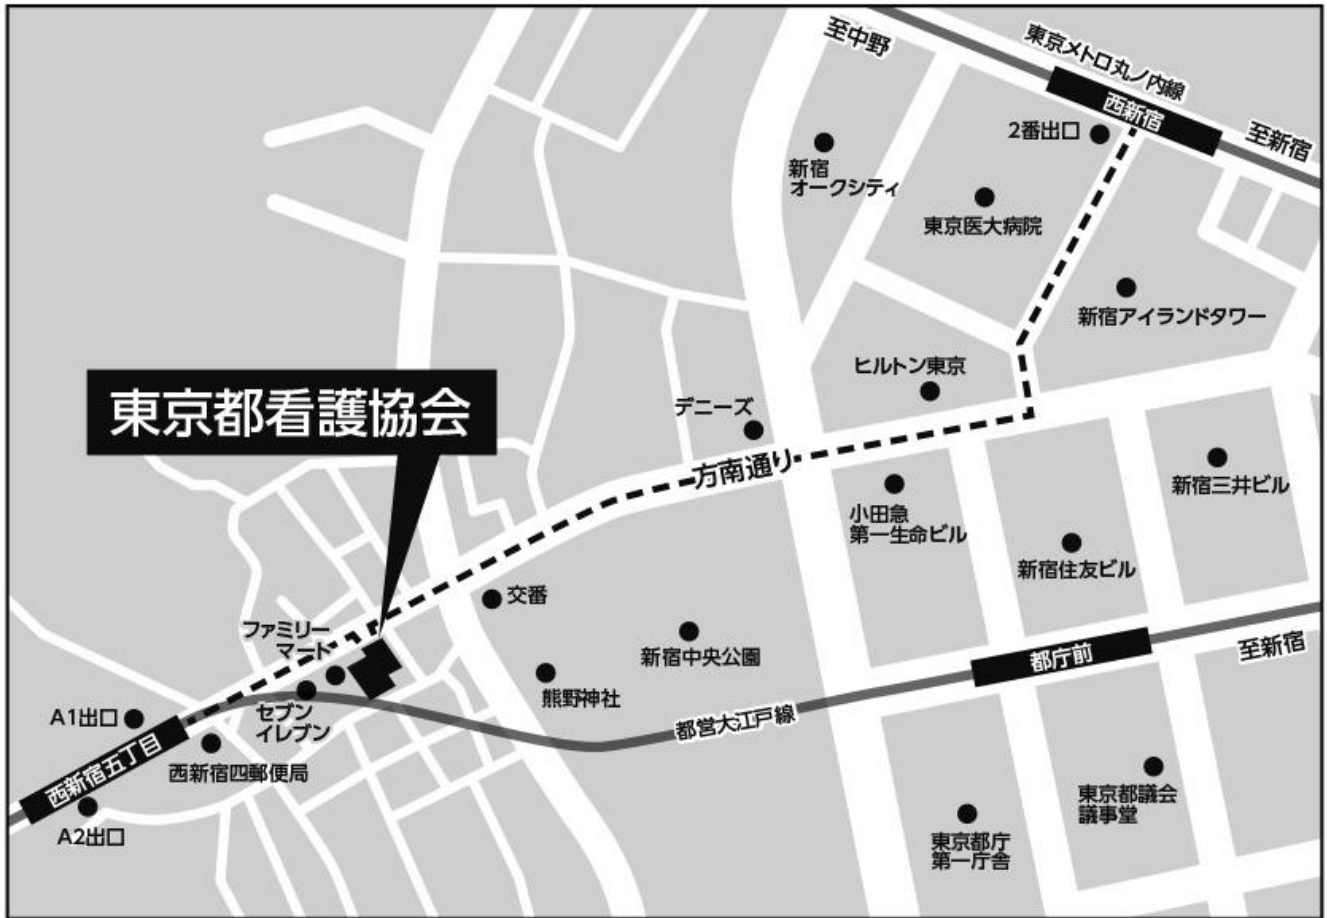 至中野
東京メトロ丸ノ内線
西新宿
至新宿
2番出口
新宿
オークシティ
東京医大病院
新宿アイランドタワー
ヒルトン東京
デニーズ
東京都看護協会
方南通り
新宿三井ビル
小田急
第一生命ビル
新宿住友ビル
交番
ファミリー
マート
新宿中央公園
都庁前
至新宿
熊野神社
セブン
イレブン
都営大江戸線
A1出口
西新宿五丁目
西新宿四郵便局
A2出口
東京都議会
議事堂
東京都庁
第一庁舎